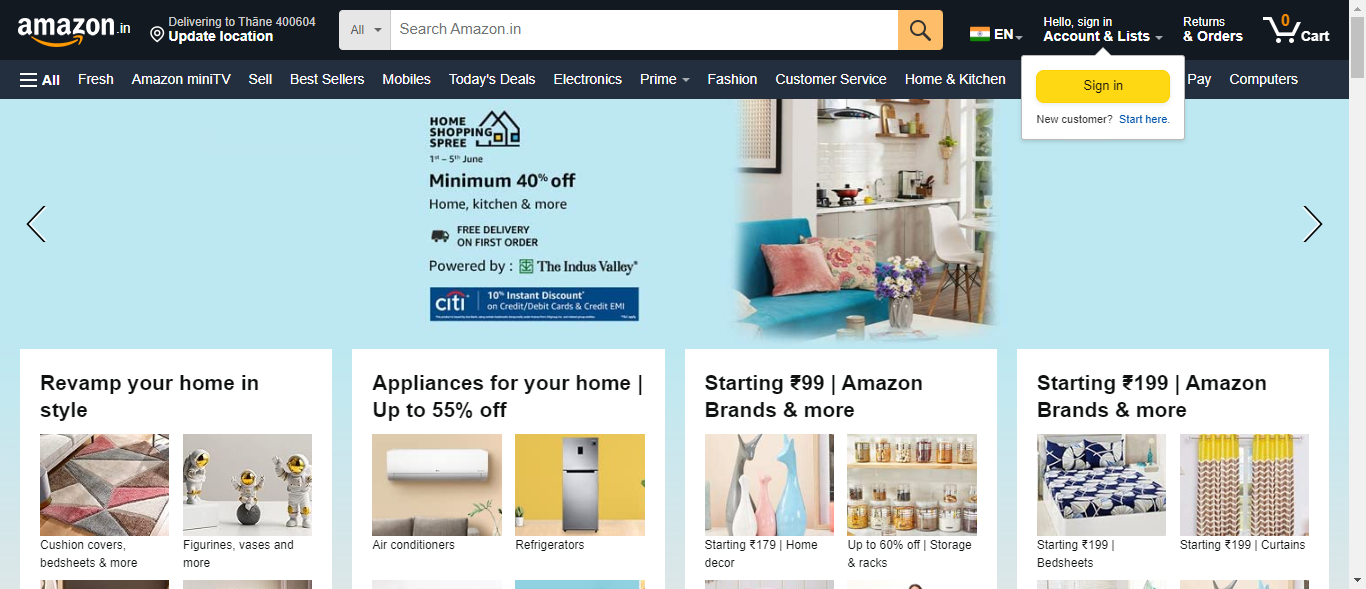 amazon.in
Delivering to Thāne 400604
Update location
All
Search Amazon.in
EN
Hello, sign in
Account & Lists
Returns
& Orders
0
Cart
All
Fresh
Amazon miniTV
Sell
Best Sellers
Mobiles
Today's Deals
Electronics
Prime
Fashion
Customer Service
Home & Kitchen
Pay
Computers
Sign in
New customer? Start here.
HOME
SHOPPING
SPREE
1st – 5th June
Minimum 40% off
Home, kitchen & more
FREE DELIVERY
ON FIRST ORDER
Powered by : The Indus Valley®
citi
10% Instant Discount*
on Credit/Debit Cards & Credit EMI
Revamp your home in
style
Cushion covers,
bedsheets & more
Figurines, vases and
more
Appliances for your home |
Up to 55% off
Air conditioners
Refrigerators
Starting ₹99 | Amazon
Brands & more
Starting ₹179 | Home
decor
Up to 60% off | Storage
& racks
Starting ₹199 | Amazon
Brands & more
Starting ₹199 |
Bedsheets
Starting ₹199 | Curtains